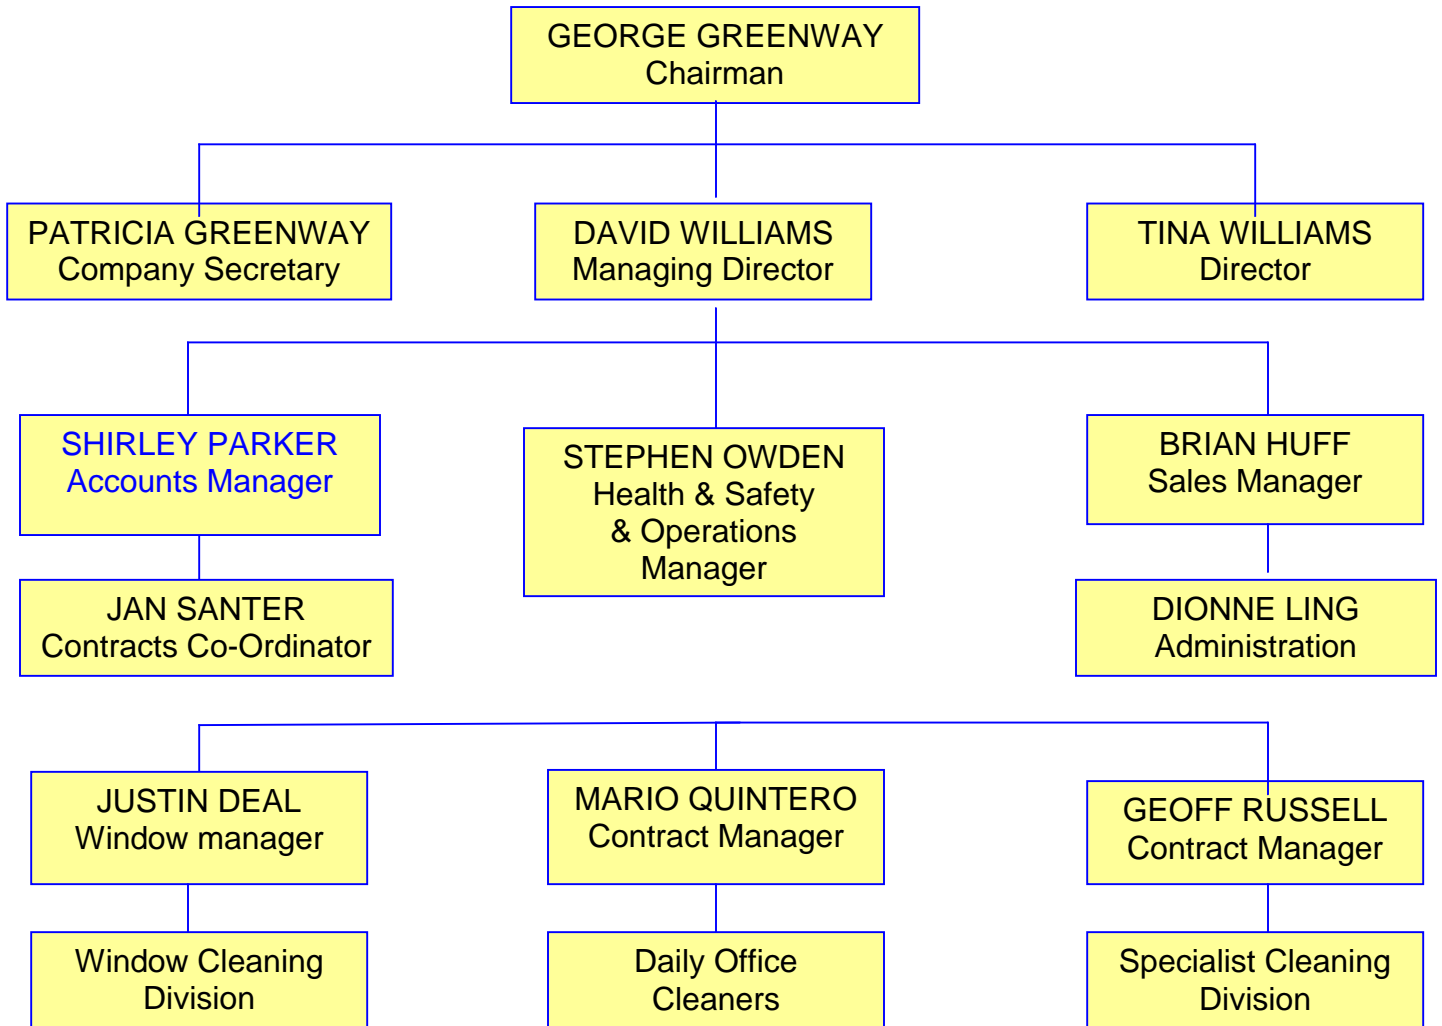 GEORGE GREENWAY
Chairman
PATRICIA GREENWAY
Company Secretary
DAVID WILLIAMS
Managing Director
TINA WILLIAMS
Director
SHIRLEY PARKER
Accounts Manager
STEPHEN OWDEN
Health & Safety
& Operations
Manager
BRIAN HUFF
Sales Manager
JAN SANTER
Contracts Co-Ordinator
DIONNE LING
Administration
JUSTIN DEAL
Window manager
MARIO QUINTERO
Contract Manager
GEOFF RUSSELL
Contract Manager
Window Cleaning
Division
Daily Office
Cleaners
Specialist Cleaning
Division